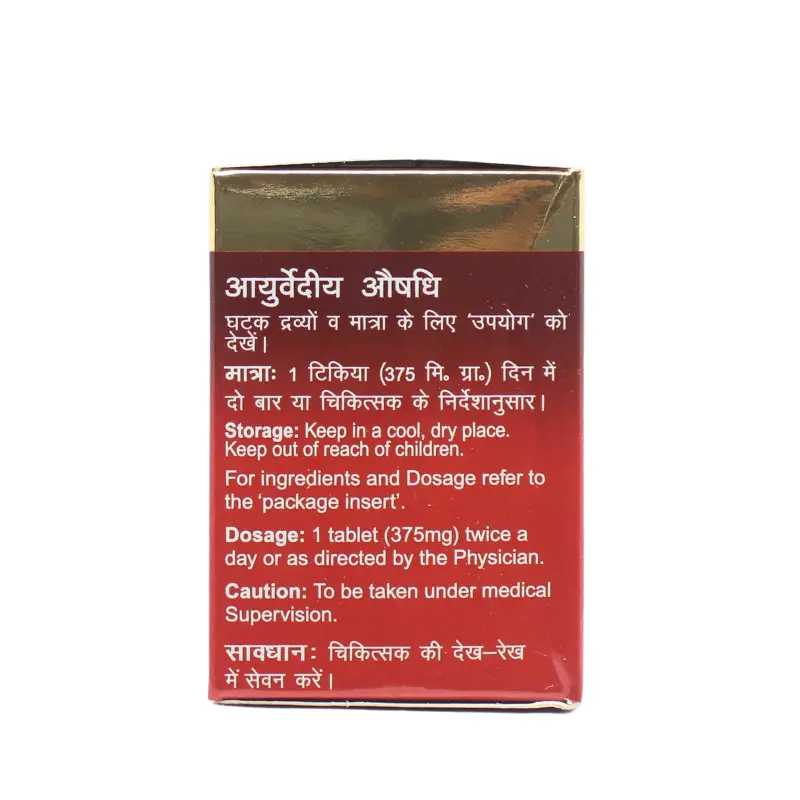 आयुर्वेदीय औषधि
घटक द्रव्यों व मात्रा के लिए 'उपयोग' को
देखें।
मात्राः 1 टिकिया (375 मि॰ ग्रा॰) दिन में
दो बार या चिकित्सक के निर्देशानुसार।
Storage: Keep in a cool, dry place.
Keep out of reach of children.
For ingredients and Dosage refer to
the ‘package insert’.
Dosage: 1 tablet (375mg) twice a
day or as directed by the Physician.
Caution: To be taken under medical
Supervision.
सावधान: चिकित्सक की देख–रेख
में सेवन करें।